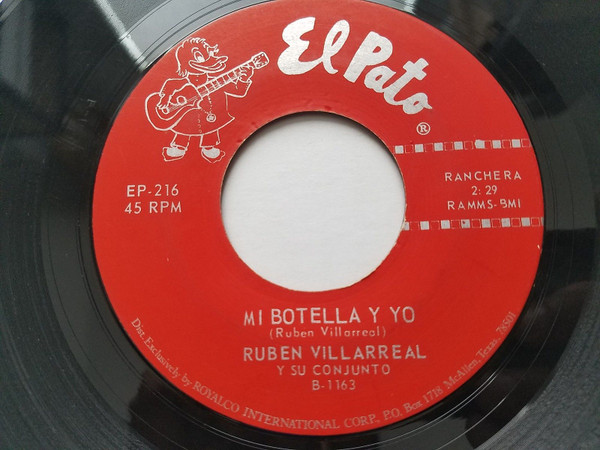 El Pato
®
EP-216
45 RPM
RANCHERA
2:29
RAMMS-BMI
MI BOTELLA Y YO
(Ruben Villarreal)
RUBEN VILLARREAL
Y SU CONJUNTO
B-1163
Dist. Exclusively by ROYALCO INTERNATIONAL CORP., P.O. Box 1718 McAllen Texas, 78501